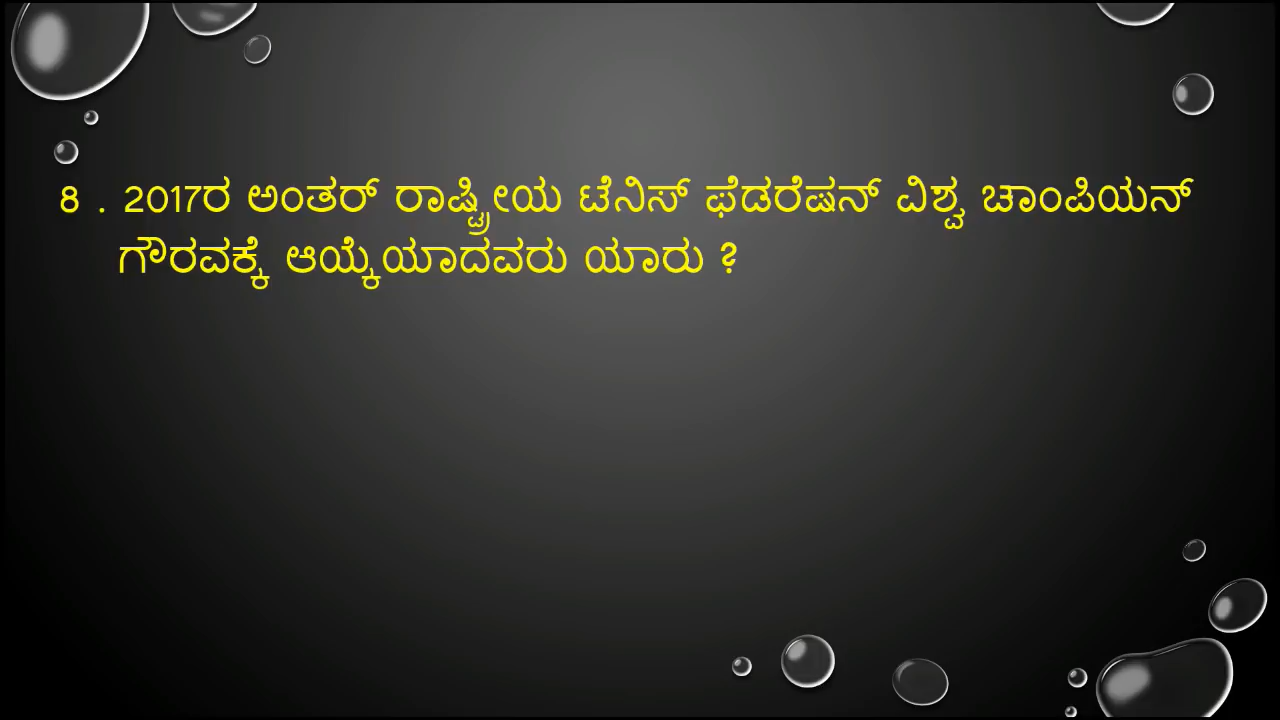 8 . 2017ರ ಅಂತರ್ ರಾಷ್ಟ್ರೀಯ ಟೆನಿಸ್ ಫೆಡರೆಷನ್ ವಿಶ್ವ ಚಾಂಪಿಯನ್
ಗೌರವಕ್ಕೆ ಆಯ್ಕೆಯಾದವರು ಯಾರು ?